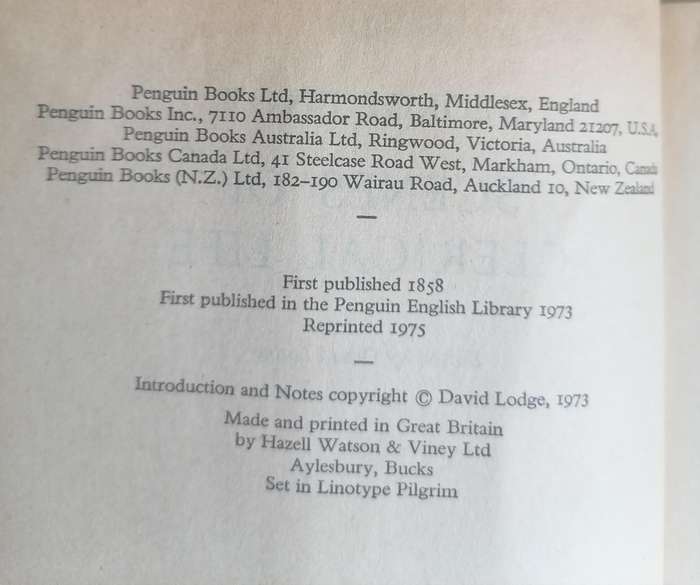 Penguin Books Ltd, Harmondsworth, Middlesex, England
Penguin Books Inc., 7110 Ambassador Road, Baltimore, Maryland 21207, U.S.A.
Penguin Books Australia Ltd, Ringwood, Victoria, Australia
Penguin Books Canada Ltd, 41 Steelcase Road West, Markham, Ontario, Canada
Penguin Books (N.Z.) Ltd, 182–190 Wairau Road, Auckland 10, New Zealand
—
First published 1858
First published in the Penguin English Library 1973
Reprinted 1975
—
Introduction and Notes copyright © David Lodge, 1973
Made and printed in Great Britain
by Hazell Watson & Viney Ltd
Aylesbury, Bucks
Set in Linotype Pilgrim